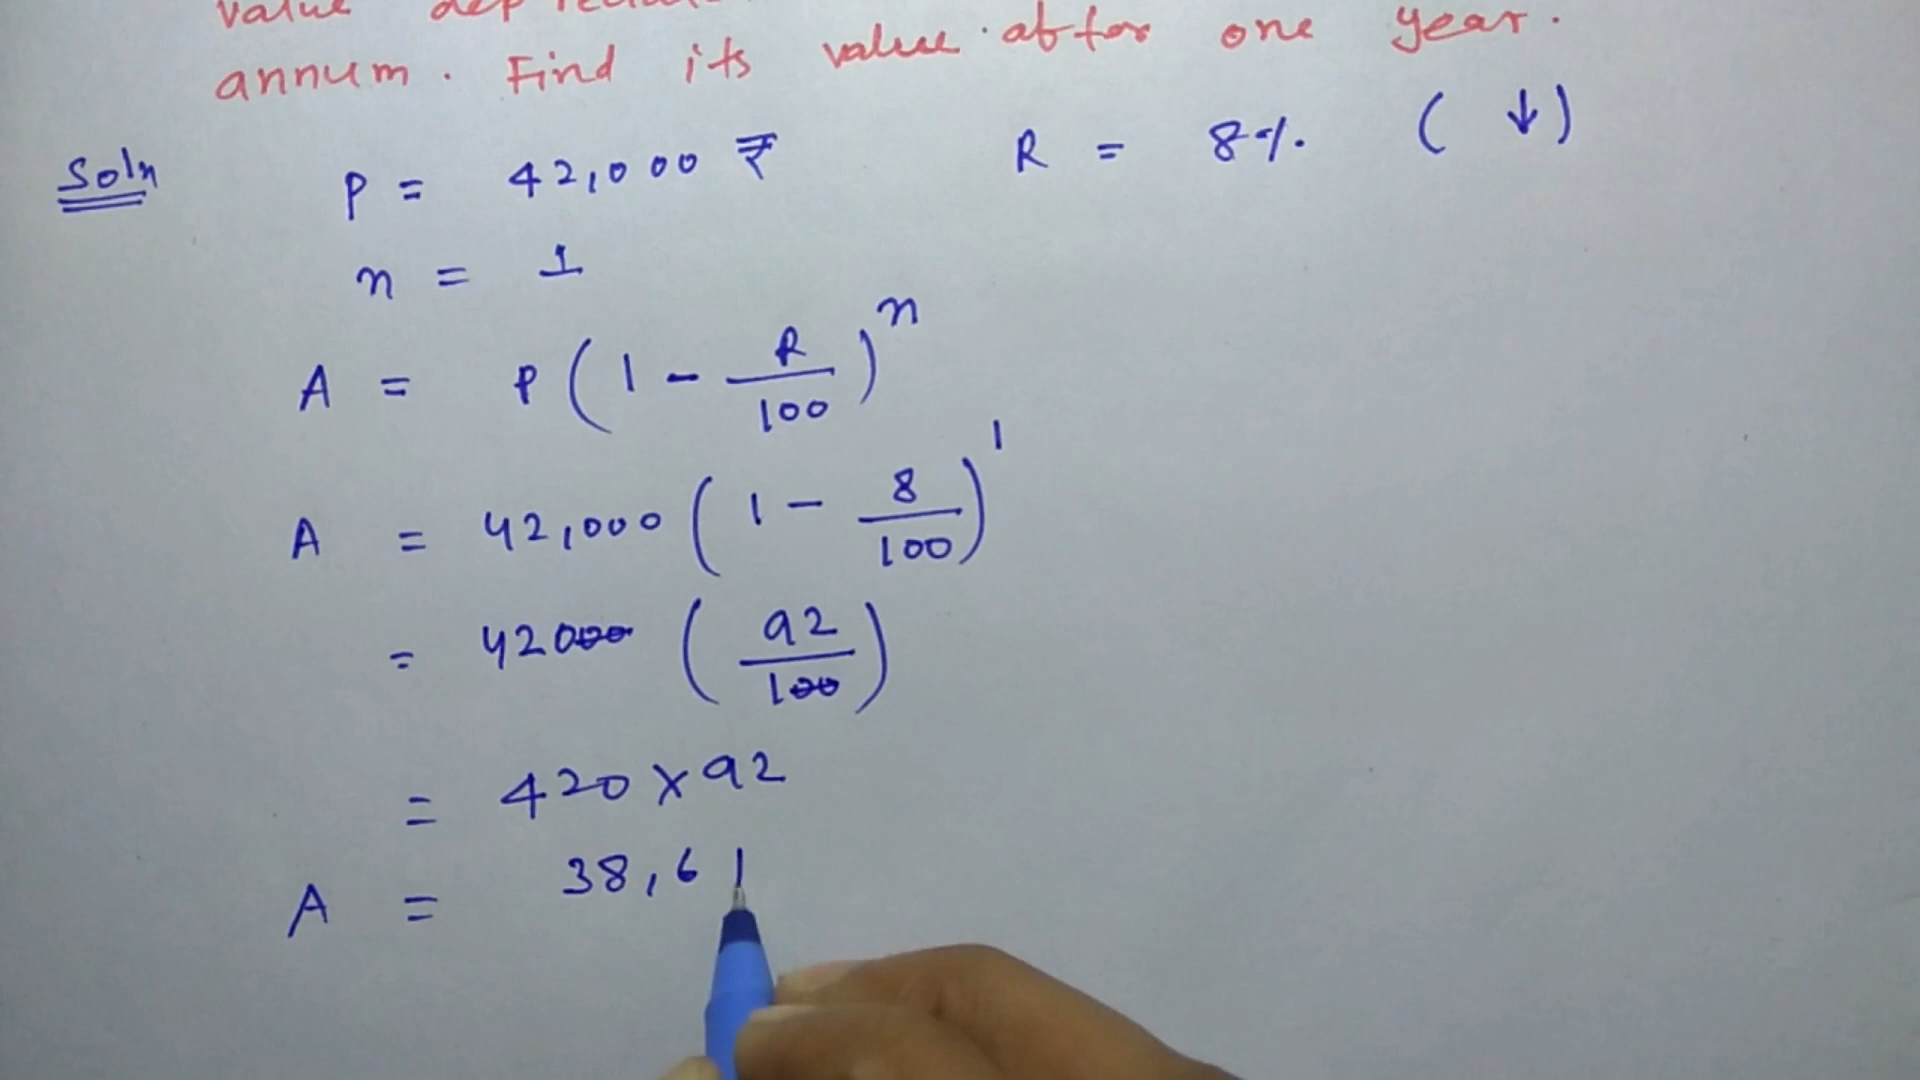 value
annum. Find its value after one year.
Soln P = 42,000 ₹ R = 8% (↓)
n = 1
A = P(1 - R/100)^n
A = 42,000(1 - 8/100)^1
= 42000(92/100)
= 420 x 92
A = 38,61